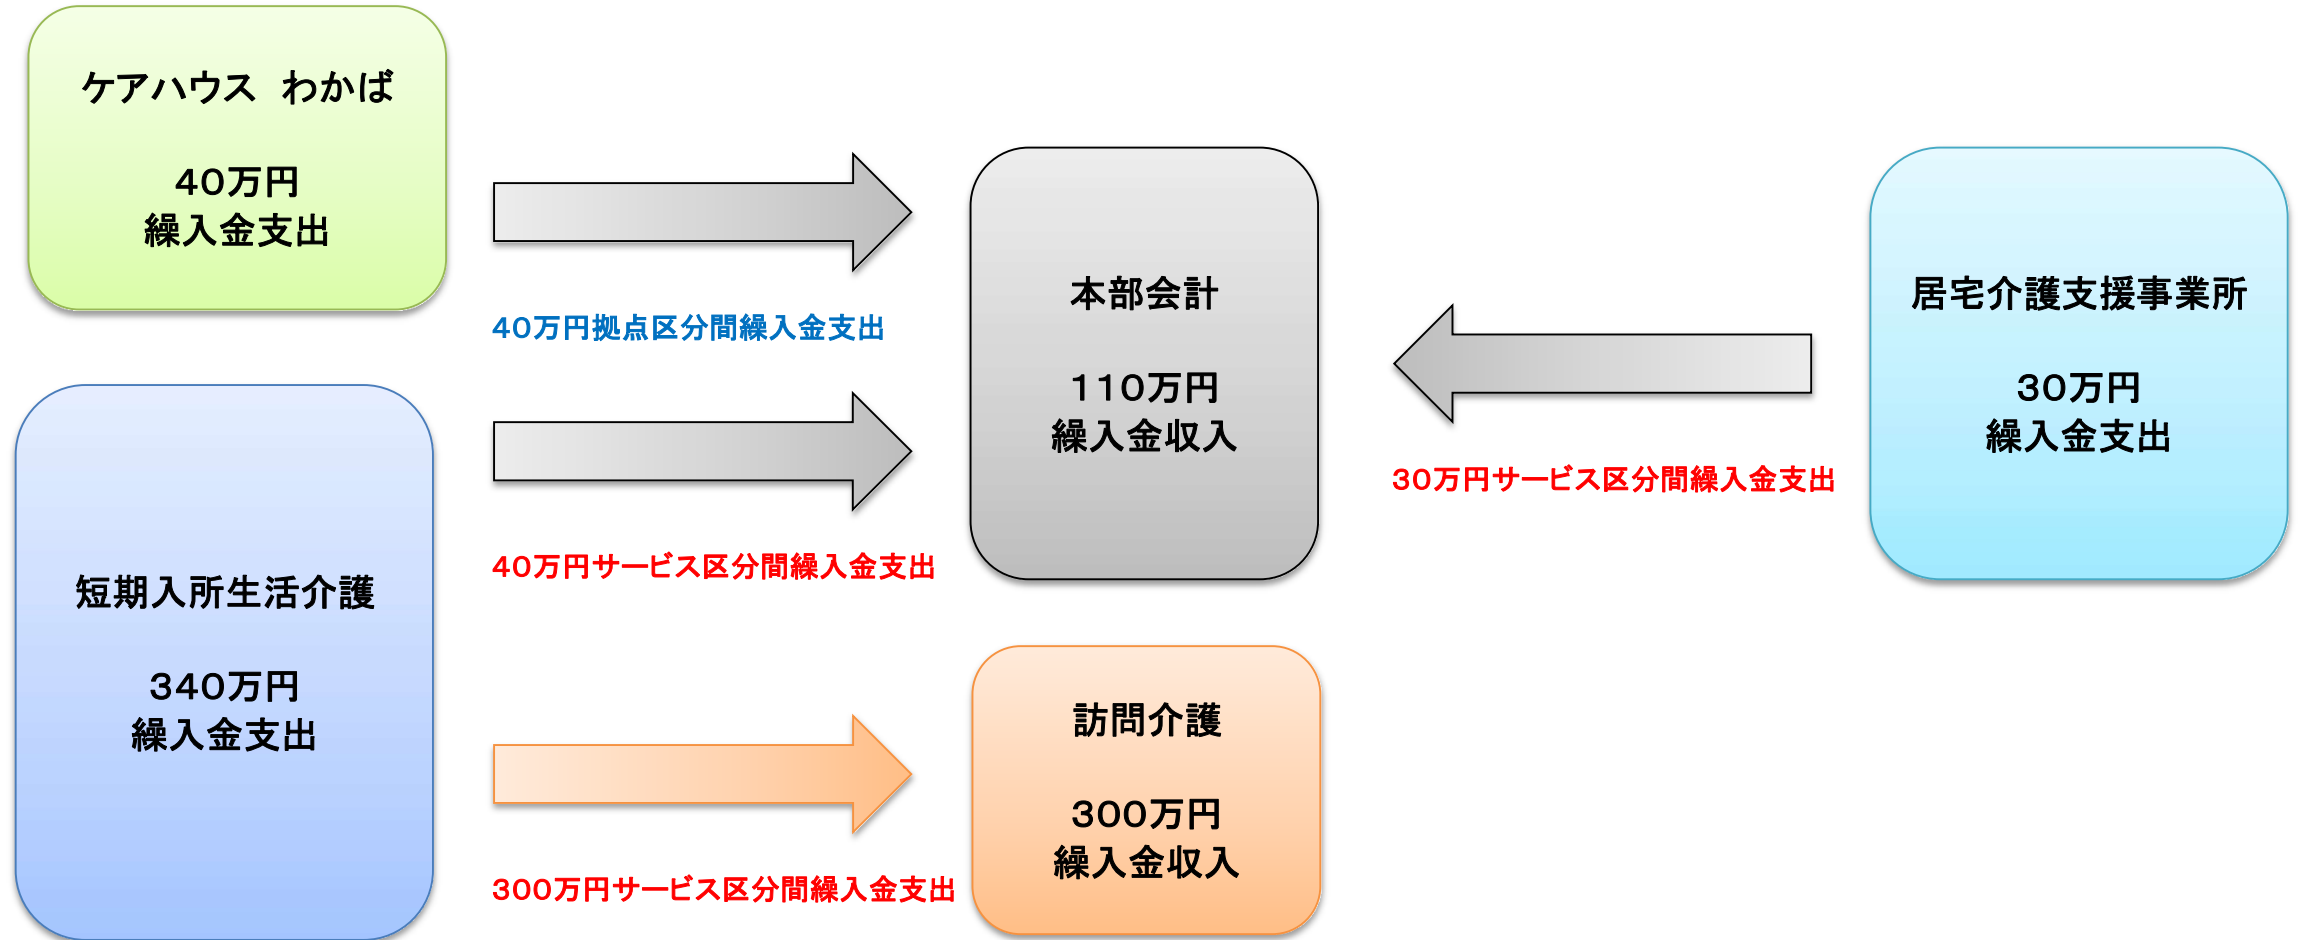 ケアハウス　わかば
40万円
繰入金支出
40万円拠点区分間繰入金支出
短期入所生活介護
340万円
繰入金支出
40万円サービス区分間繰入金支出
300万円サービス区分間繰入金支出
本部会計
110万円
繰入金収入
訪問介護
300万円
繰入金収入
30万円サービス区分間繰入金支出
居宅介護支援事業所
30万円
繰入金支出